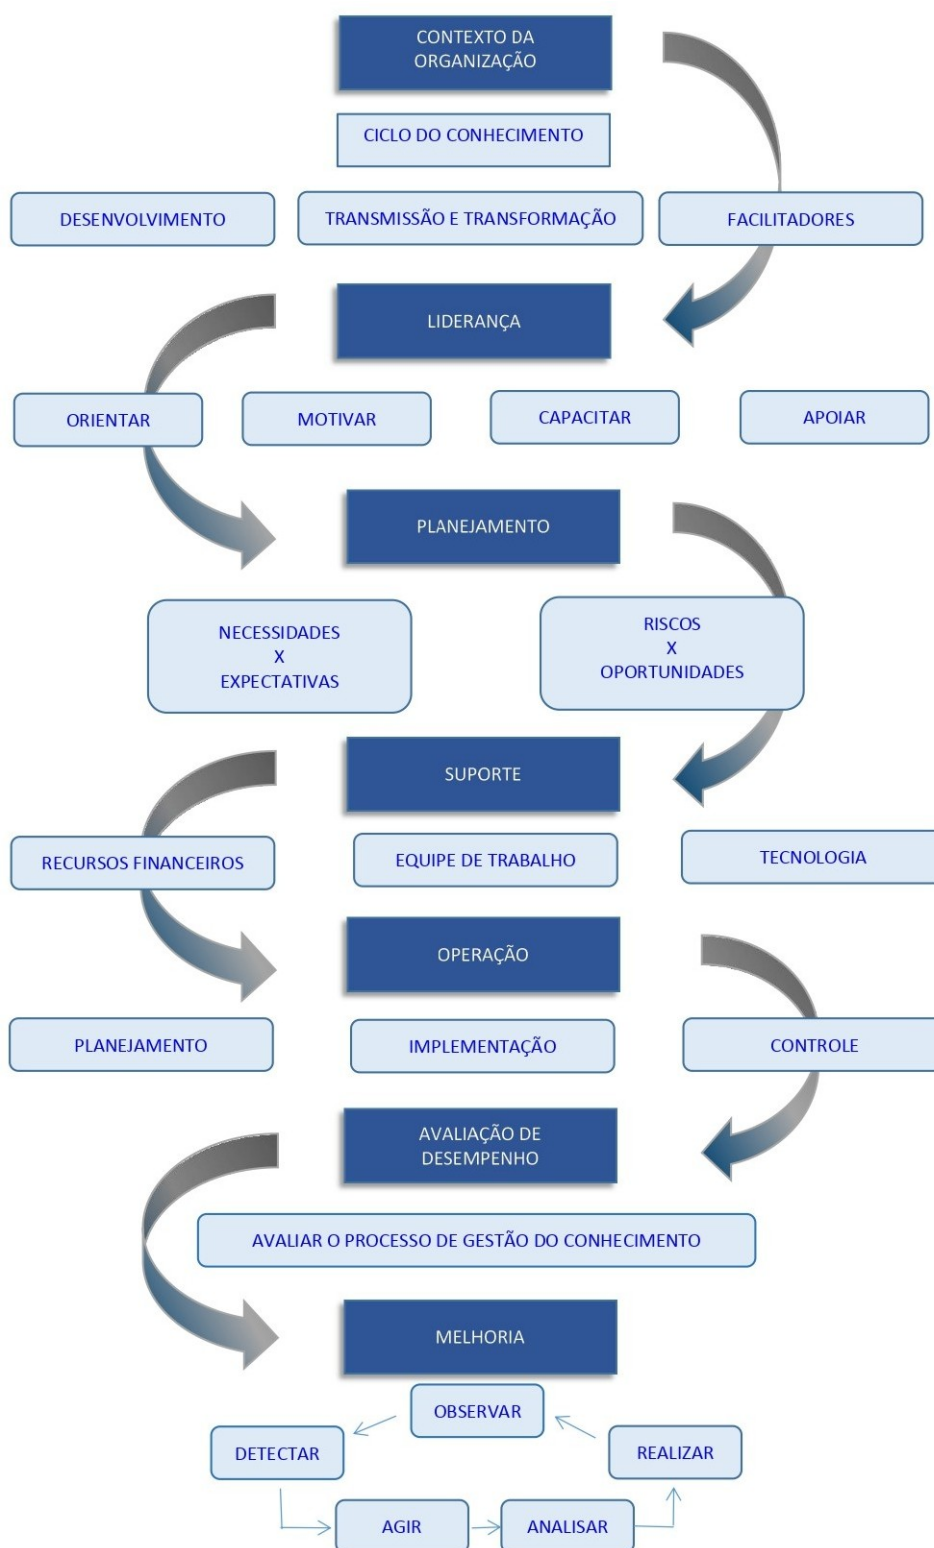 CONTEXTO DA
ORGANIZAÇÃO
CICLO DO CONHECIMENTO
DESENVOLVIMENTO
TRANSMISSÃO E TRANSFORMAÇÃO
FACILITADORES
LIDERANÇA
ORIENTAR
MOTIVAR
CAPACITAR
APOIAR
PLANEJAMENTO
NECESSIDADES
X
EXPECTATIVAS
RISCOS
X
OPORTUNIDADES
SUPORTE
RECURSOS FINANCEIROS
EQUIPE DE TRABALHO
TECNOLOGIA
OPERAÇÃO
PLANEJAMENTO
IMPLEMENTAÇÃO
CONTROLE
AVALIAÇÃO DE
DESEMPENHO
AVALIAR O PROCESSO DE GESTÃO DO CONHECIMENTO
MELHORIA
OBSERVAR
DETECTAR
REALIZAR
AGIR
ANALISAR